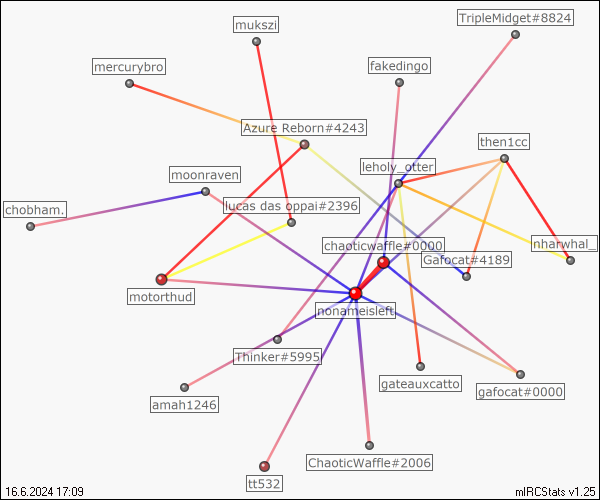 TripleMidget#8824
mukszi
mercurybro
fakedingo
Azure Reborn#4243
then1cc
leholy_otter
moonraven
chobham.
lucas das oppai#2396
chaoticwaffle#0000
nharwhal_
Gafocat#4189
motorthud
nonameisleft
Thinker#5995
gateauxcatto
gafocat#0000
amah1246
ChaoticWaffle#2006
tt532
16.6.2024 17:09
mIRCStats v1.25